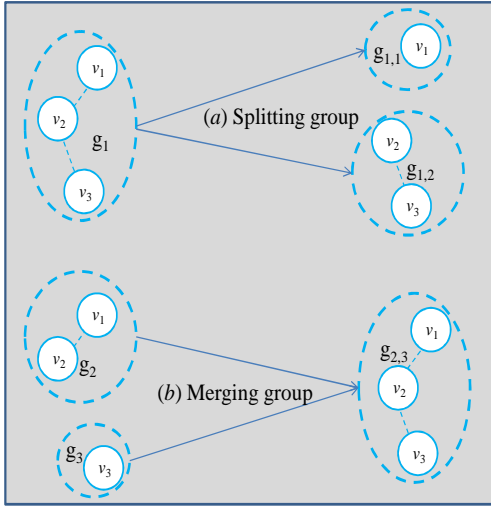 v1
v2
g1
v3
(a) Splitting group
g1,1
v1
v2
g1,2
v3
v1
v2
g2
g3
v3
(b) Merging group
v1
g2,3
v2
v3